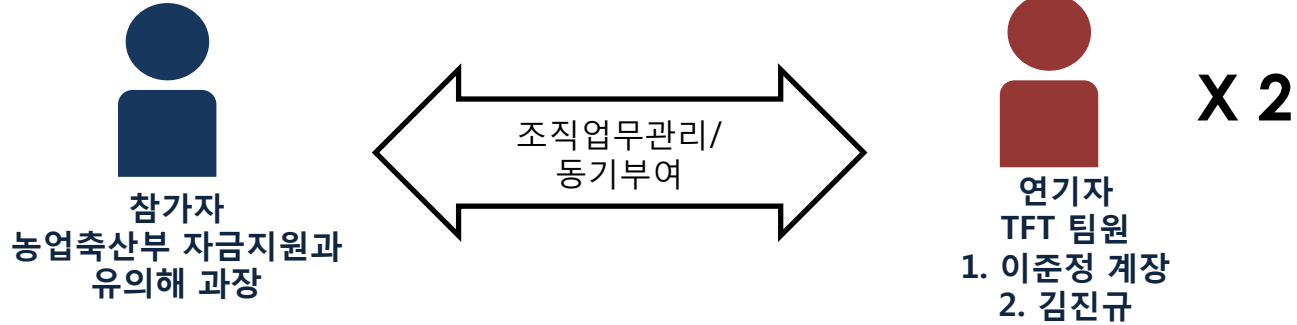 조직업무관리/
동기부여
참가자
농업축산부 자금지원과
유의해 과장
연기자
TFT 팀원
1. 이준정 계장
2. 김진규
X 2